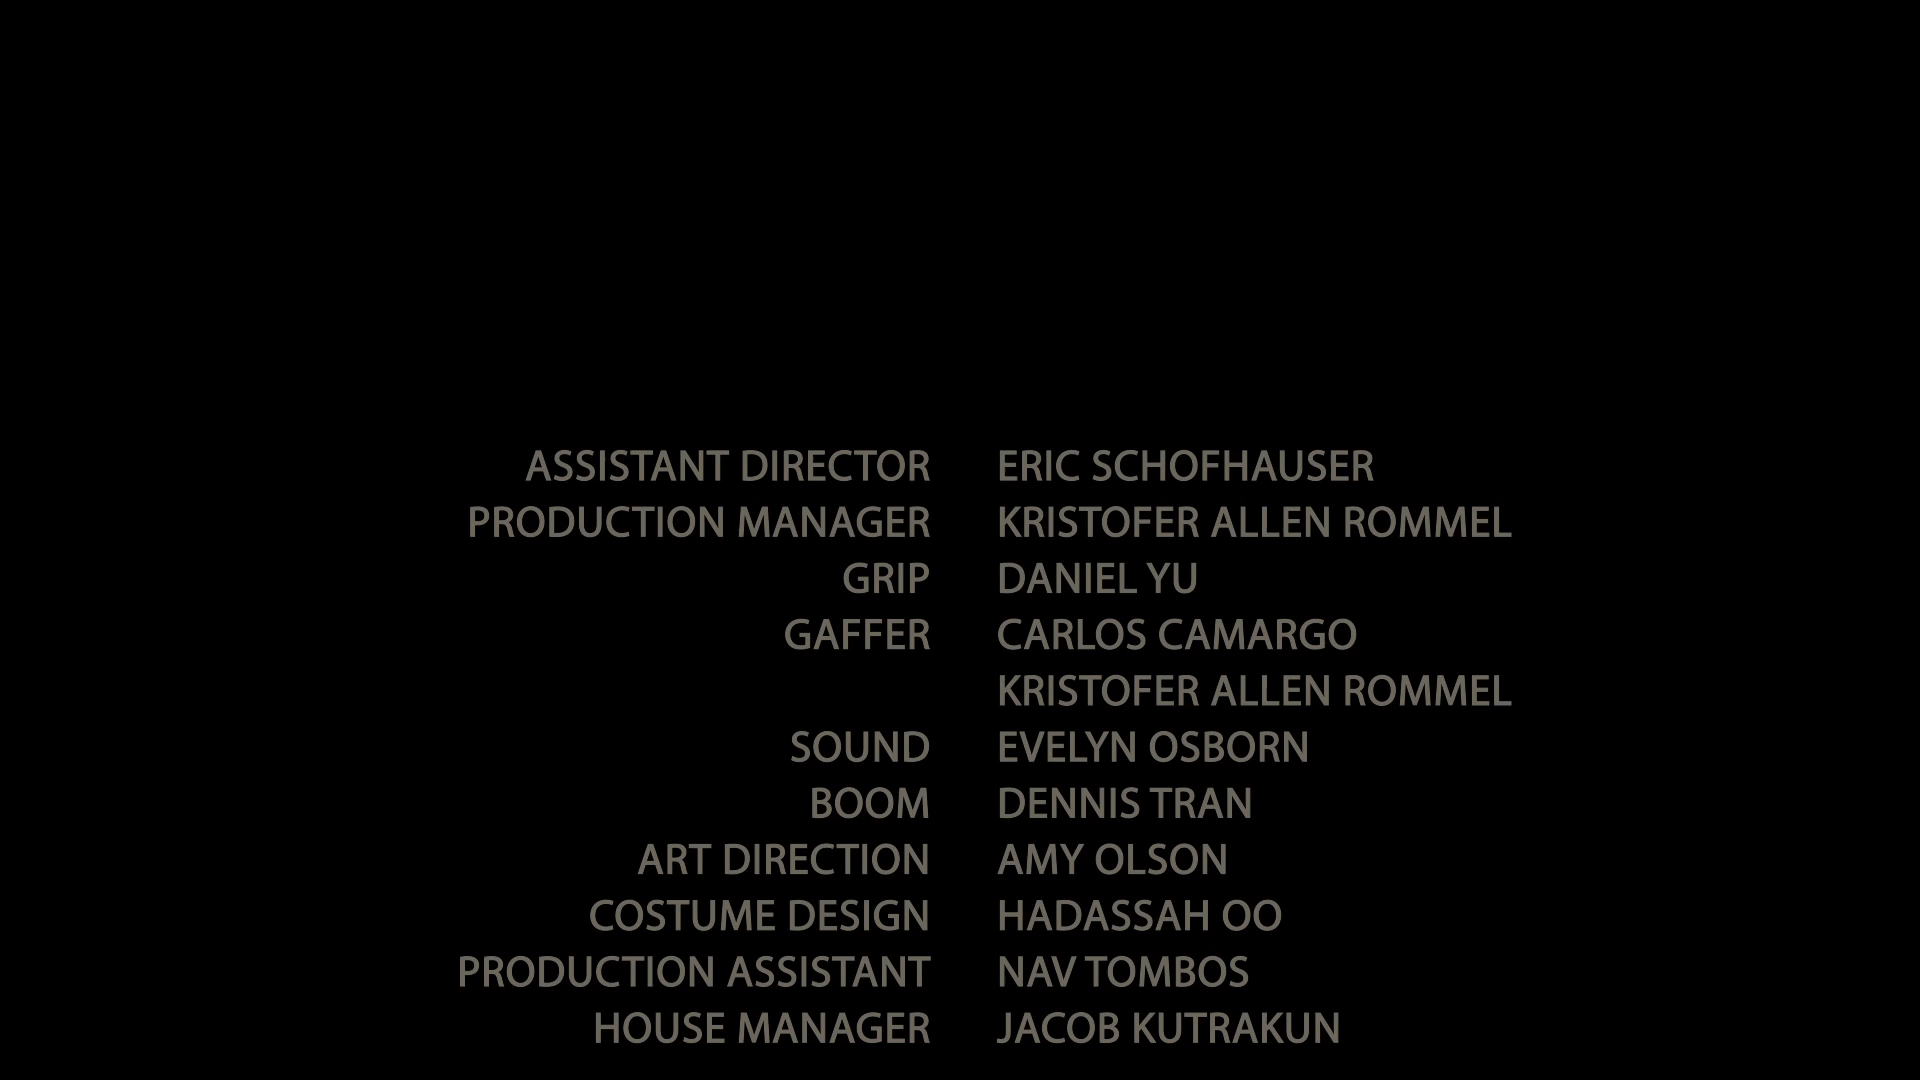 ASSISTANT DIRECTOR ERIC SCHOFHAUSER
PRODUCTION MANAGER KRISTOFER ALLEN ROMMEL
GRIP DANIEL YU
GAFFER CARLOS CAMARGO
KRISTOFER ALLEN ROMMEL
SOUND EVELYN OSBORN
BOOM DENNIS TRAN
ART DIRECTION AMY OLSON
COSTUME DESIGN HADASSAH OO
PRODUCTION ASSISTANT NAV TOMBOS
HOUSE MANAGER JACOB KUTRAKUN